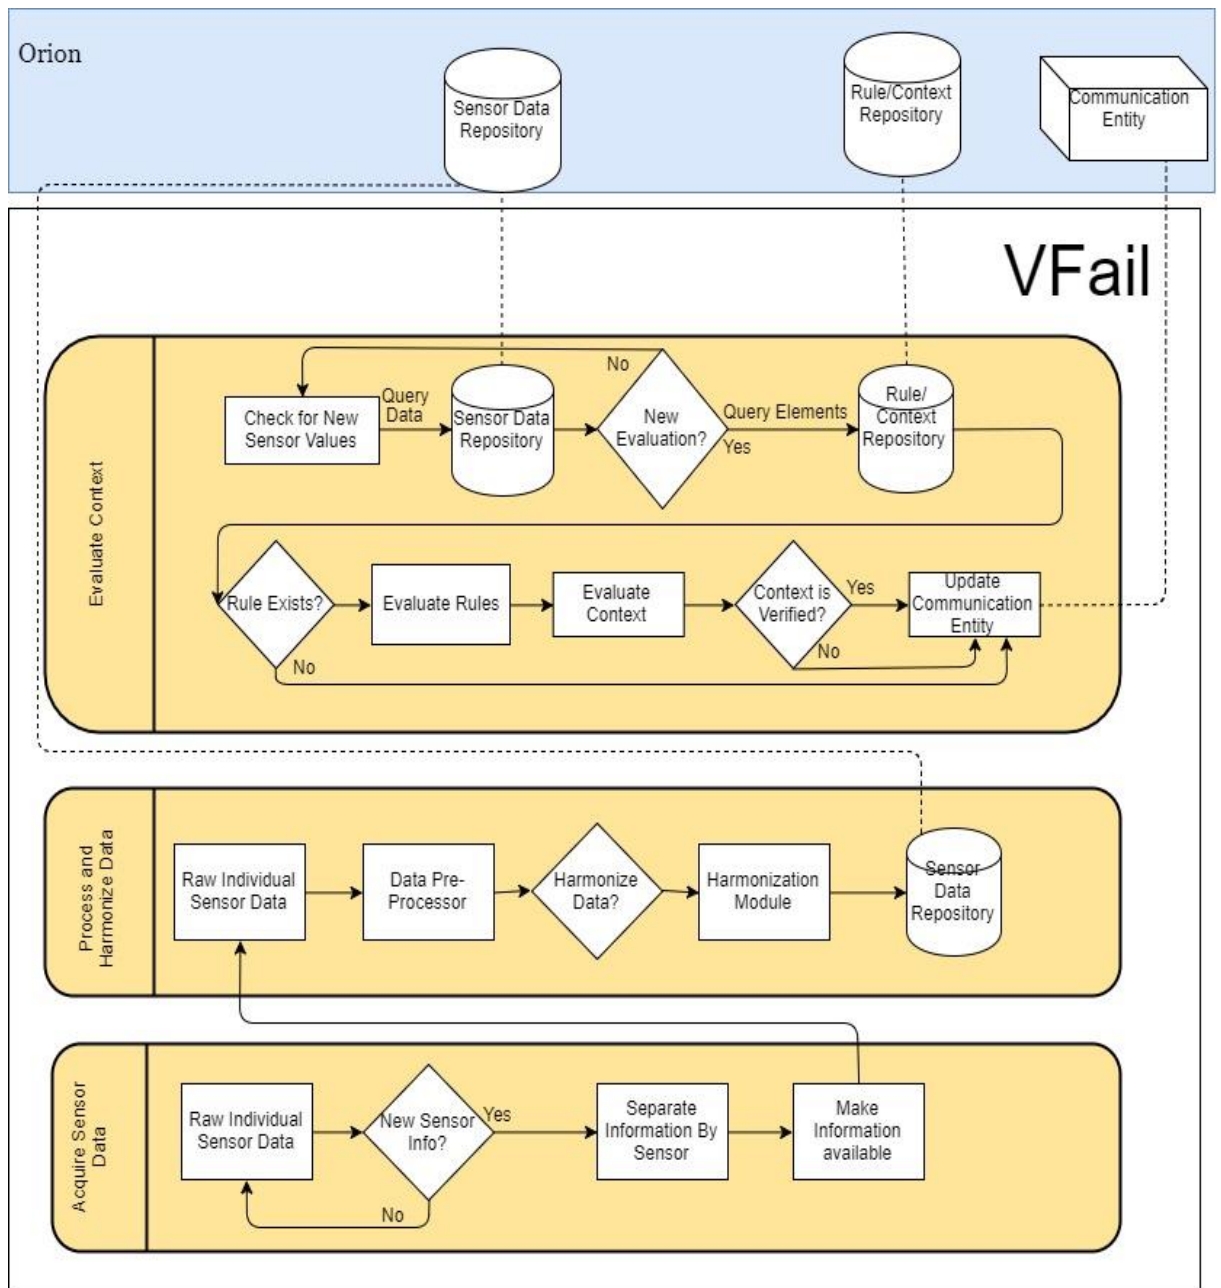 Orion
Sensor Data
Repository
Rule/Context
Repository
Communication
Entity
VFail
Evaluate Context
Check for New
Sensor Values
Query
Data
Sensor Data
Repository
No
New
Evaluation?
Query Elements
Yes
Rule/
Context
Repository
Rule Exists?
No
Evaluate Rules
Evaluate
Context
Context is
Verified?
Yes
No
Update
Communication
Entity
Process and
Harmonize Data
Raw Individual
Sensor Data
Data Pre-
Processor
Harmonize
Data?
Harmonization
Module
Sensor
Data
Repository
Acquire Sensor
Data
Raw Individual
Sensor Data
New Sensor
Info?
Yes
No
Separate
Information By
Sensor
Make
Information
available